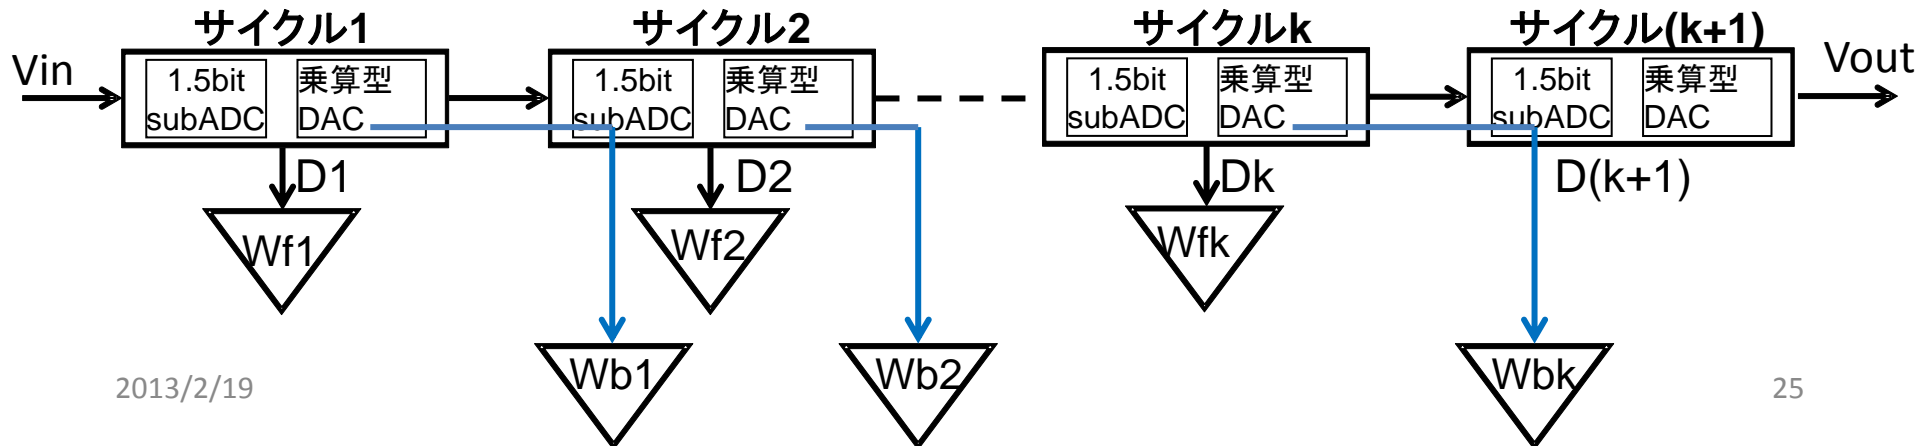 サイクル1
サイクル2
サイクルk
サイクル(k+1)
Vin
1.5bit
subADC
乗算型
DAC
1.5bit
subADC
乗算型
DAC
1.5bit
subADC
乗算型
DAC
1.5bit
subADC
乗算型
DAC
Vout
D1
D2
Dk
D(k+1)
Wf1
Wf2
Wfk
Wb1
Wb2
Wbk
2013/2/19
25